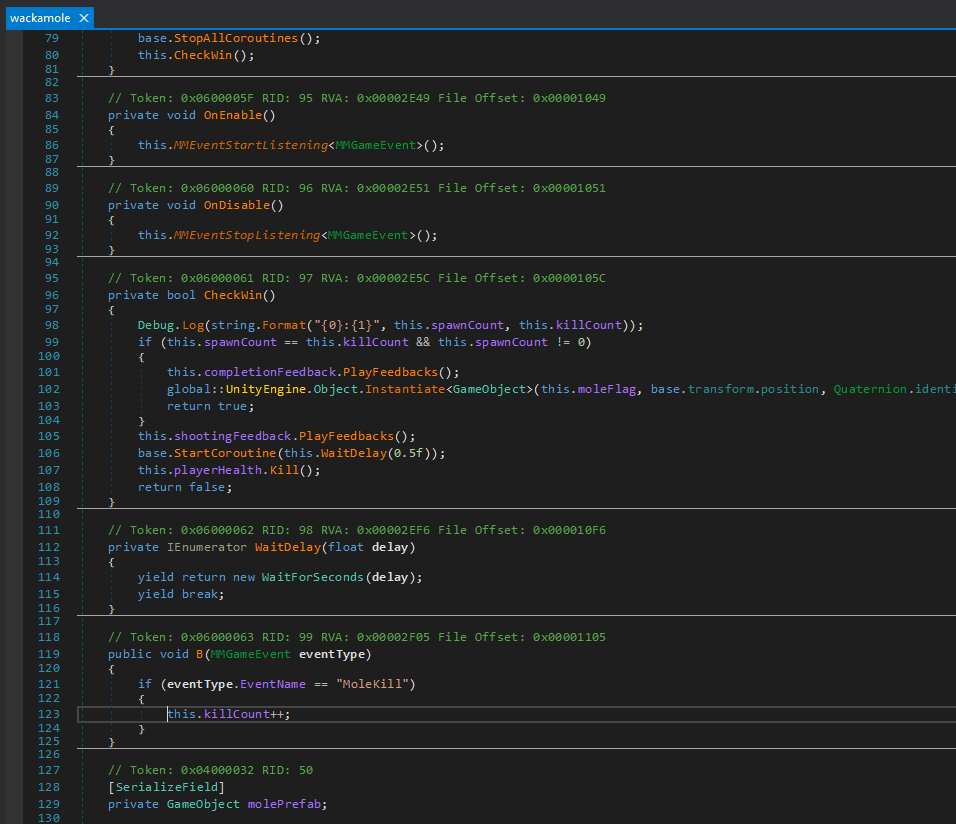 wackamole ✕
79 base.StopAllCoroutines();
80 this.CheckWin();
81 }
82
83 // Token: 0x0600005F RID: 95 RVA: 0x00002E49 File Offset: 0x00001049
84 private void OnEnable()
85 {
86 this.MMEventStartListening<MMGameEvent>();
87 }
88
89 // Token: 0x06000060 RID: 96 RVA: 0x00002E51 File Offset: 0x00001051
90 private void OnDisable()
91 {
92 this.MMEventStopListening<MMGameEvent>();
93 }
94
95 // Token: 0x06000061 RID: 97 RVA: 0x00002E5C File Offset: 0x0000105C
96 private bool CheckWin()
97 {
98 Debug.Log(string.Format("{0}:{1}", this.spawnCount, this.killCount));
99 if (this.spawnCount == this.killCount && this.spawnCount != 0)
100 {
101 this.completionFeedback.PlayFeedbacks();
102 global::UnityEngine.Object.Instantiate<GameObject>(this.moleFlag, base.transform.position, Quaternion.identi
103 return true;
104 }
105 this.shootingFeedback.PlayFeedbacks();
106 base.StartCoroutine(this.WaitDelay(0.5f));
107 this.playerHealth.Kill();
108 return false;
109 }
110
111 // Token: 0x06000062 RID: 98 RVA: 0x00002EF6 File Offset: 0x000010F6
112 private IEnumerator WaitDelay(float delay)
113 {
114 yield return new WaitForSeconds(delay);
115 yield break;
116 }
117
118 // Token: 0x06000063 RID: 99 RVA: 0x00002F05 File Offset: 0x00001105
119 public void B(MMGameEvent eventType)
120 {
121 if (eventType.EventName == "MoleKill")
122 {
123 this.killCount++;
124 }
125 }
126
127 // Token: 0x04000032 RID: 50
128 [SerializeField]
129 private GameObject molePrefab;
130